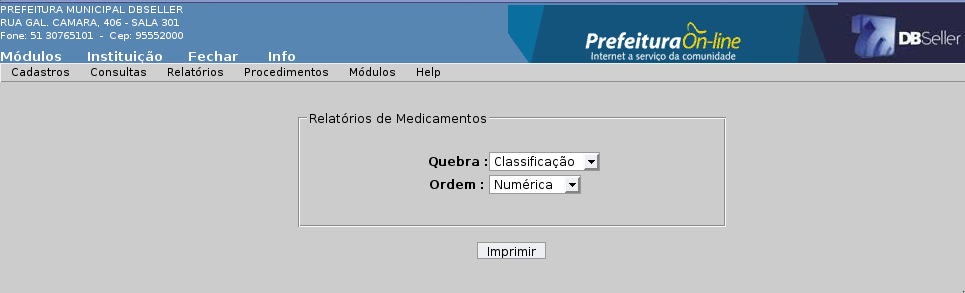 PREFEITURA MUNICIPAL DBSELLER
RUA GAL. CAMARA, 406 - SALA 301
Fone: 51 30765101 - Cep: 95552000
PrefeituraOn-line
Internet a serviço da comunidade
DBSeller
Módulos Instituição Fechar Info
Cadastros Consultas Relatórios Procedimentos Módulos Help
Relatórios de Medicamentos
Quebra : Classificação
Ordem : Numérica
Imprimir